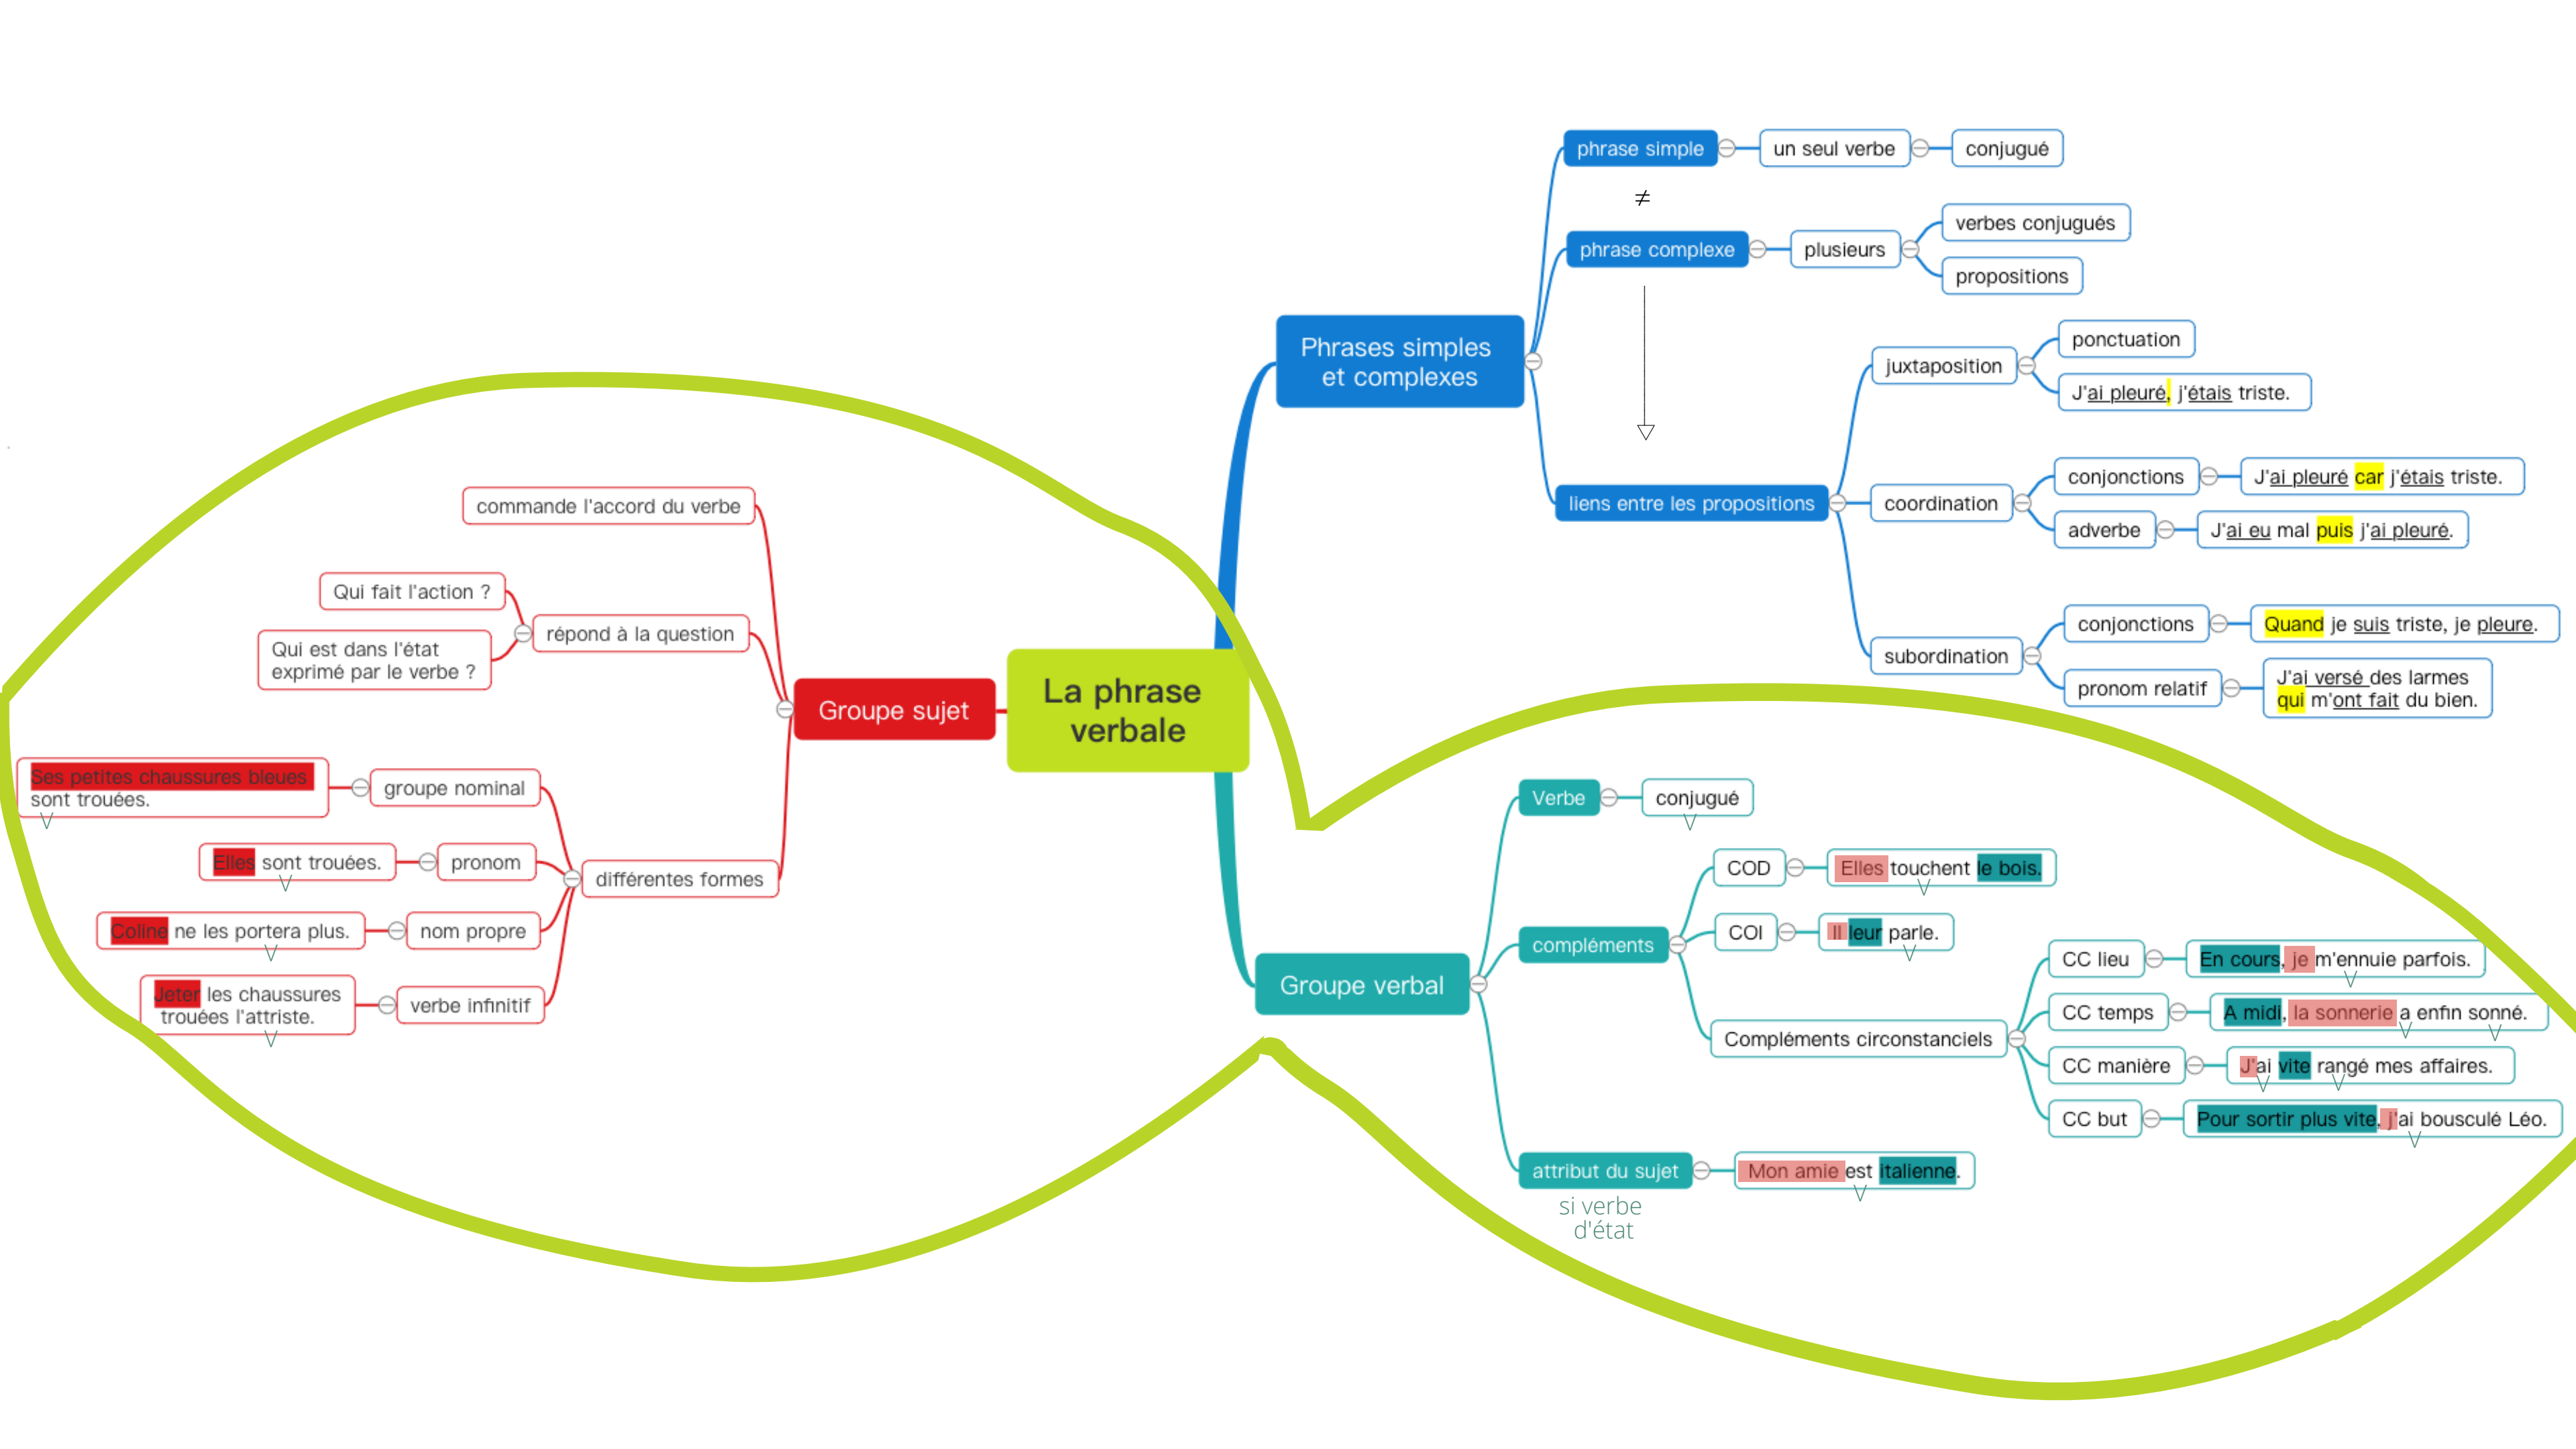 La phrase
verbale
Phrases simples
et complexes
phrase simple
un seul verbe
conjugué
≠
phrase complexe
plusieurs
verbes conjugués
propositions
liens entre les propositions
juxtaposition
ponctuation
J'ai pleuré, j'étais triste.
coordination
conjonctions
J'ai pleuré car j'étais triste.
adverbe
J'ai eu mal puis j'ai pleuré.
subordination
conjonctions
Quand je suis triste, je pleure.
pronom relatif
J'ai versé des larmes
qui m'ont fait du bien.
Groupe sujet
commande l'accord du verbe
répond à la question
Qui fait l'action ?
Qui est dans l'état
exprimé par le verbe ?
différentes formes
groupe nominal
Ses petites chaussures bleues
sont trouées.
V
pronom
Elles sont trouées.
V
nom propre
Coline ne les portera plus.
V
verbe infinitif
Jeter les chaussures
trouées l'attriste.
V
Groupe verbal
Verbe
conjugué
V
compléments
COD
Elles touchent le bois.
V
COI
Il leur parle.
V
Compléments circonstanciels
CC lieu
En cours, je m'ennuie parfois.
V
CC temps
A midi, la sonnerie a enfin sonné.
V V
CC manière
J'ai vite rangé mes affaires.
V V
CC but
Pour sortir plus vite, j'ai bousculé Léo.
V
attribut du sujet
Mon amie est italienne.
V
si verbe
d'état